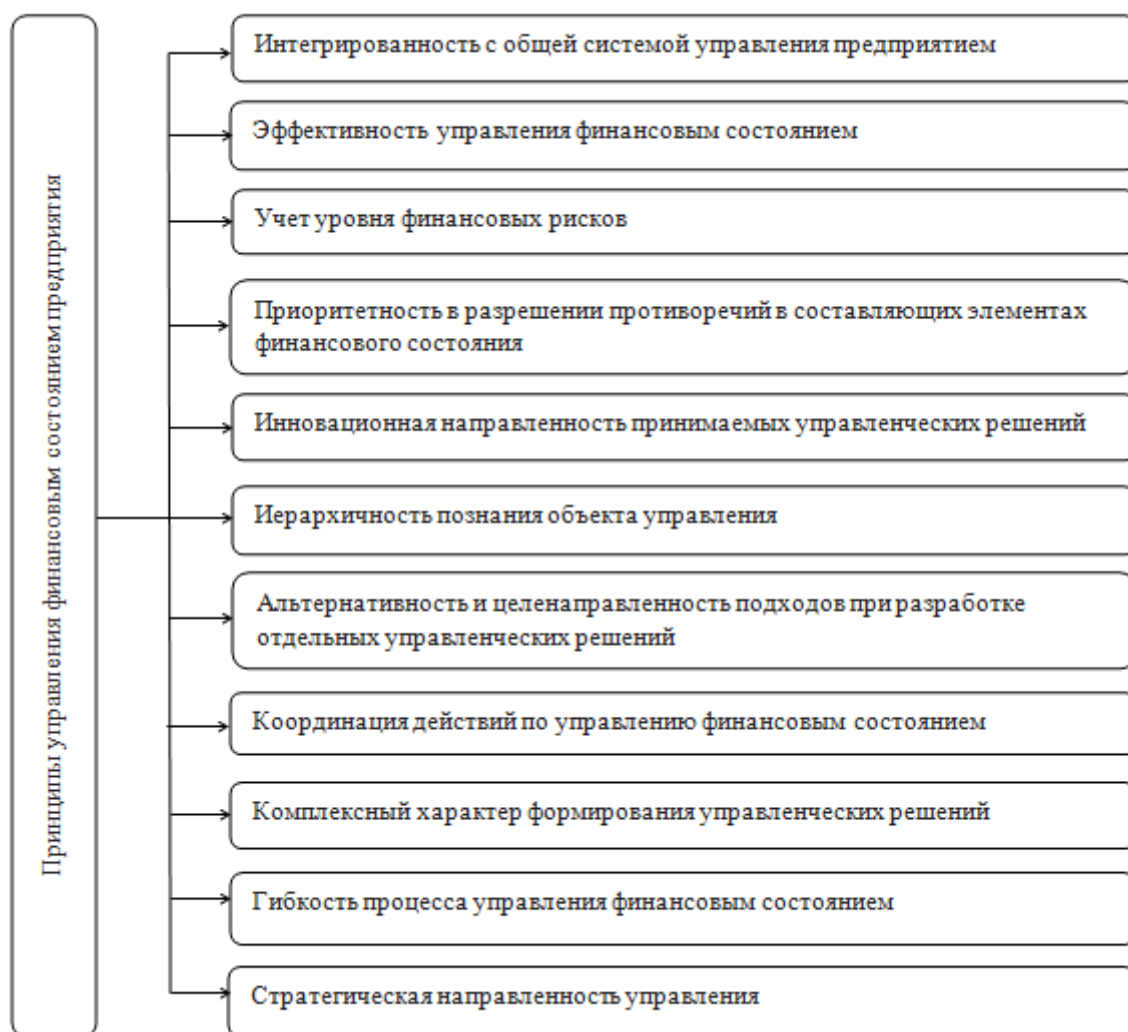 Принципы управления финансовым состоянием предприятия
Интегрированность с общей системой управления предприятием
Эффективность управления финансовым состоянием
Учет уровня финансовых рисков
Приоритетность в разрешении противоречий в составляющих элементах
финансового состояния
Инновационная направленность принимаемых управленческих решений
Иерархичность познания объекта управления
Альтернативность и целенаправленность подходов при разработке
отдельных управленческих решений
Координация действий по управлению финансовым состоянием
Комплексный характер формирования управленческих решений
Гибкость процесса управления финансовым состоянием
Стратегическая направленность управления